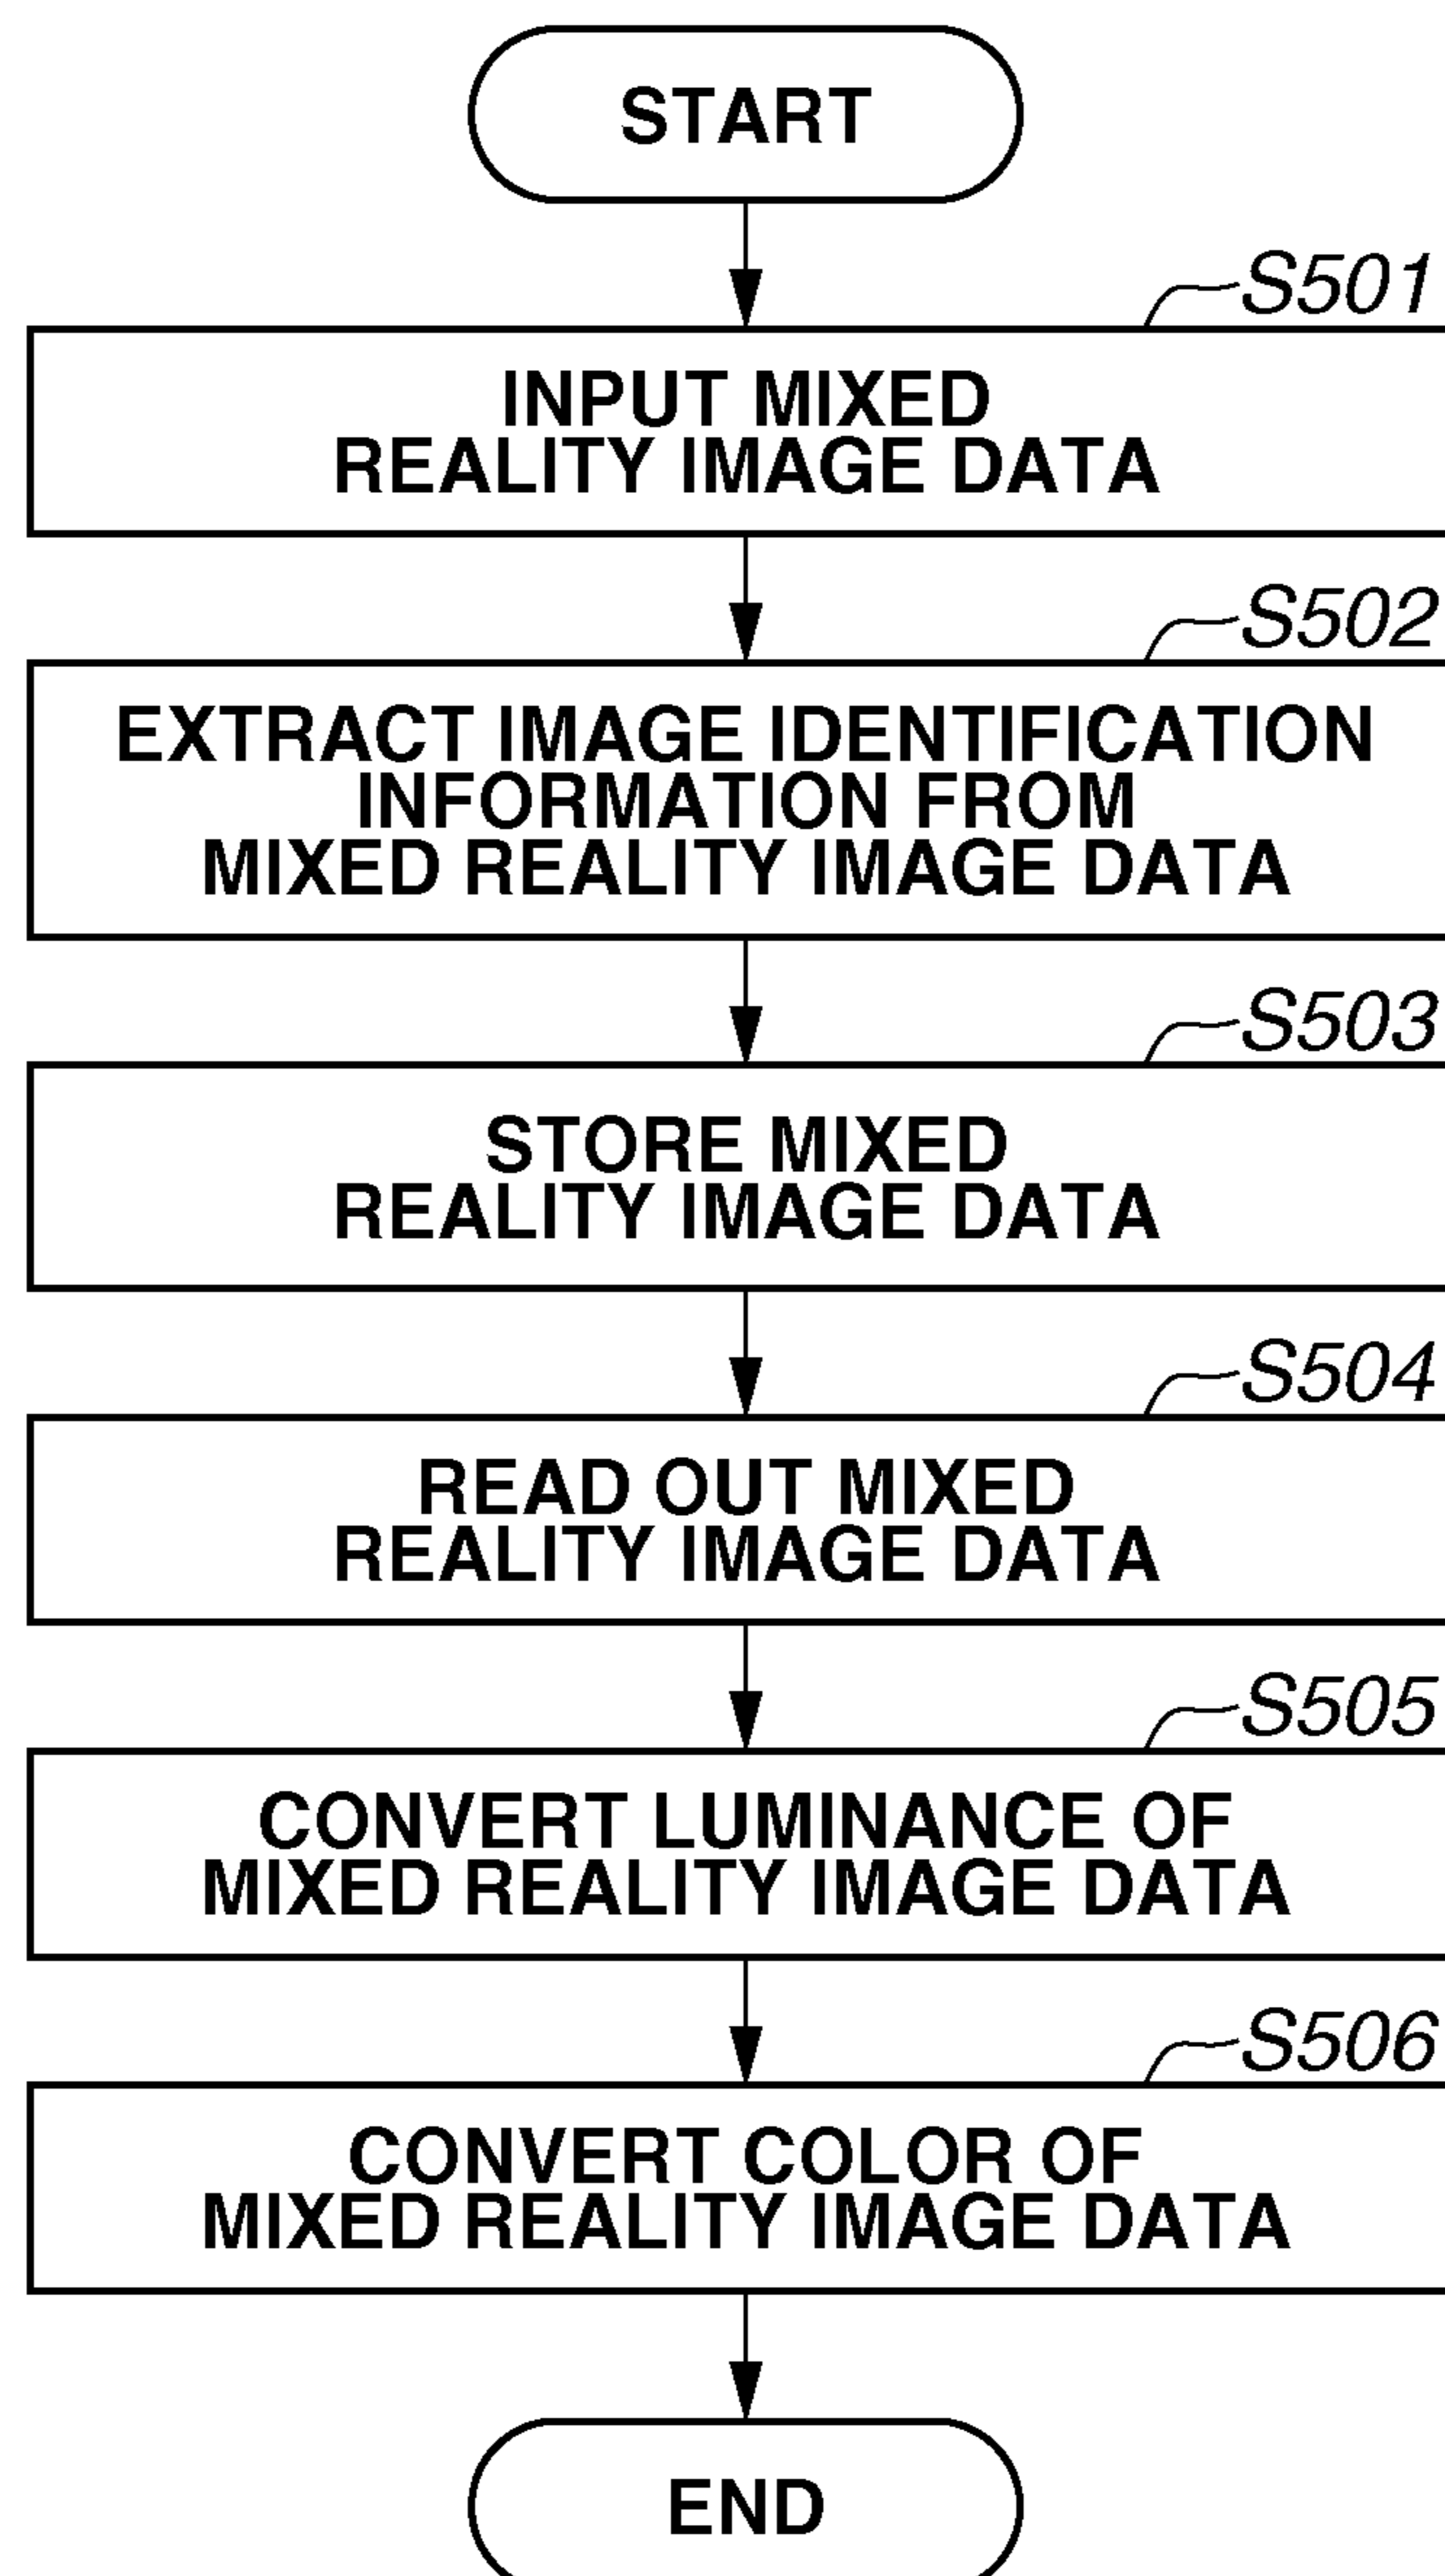 START
S501
INPUT MIXED
REALITY IMAGE DATA
S502
EXTRACT IMAGE IDENTIFICATION
INFORMATION FROM
MIXED REALITY IMAGE DATA
S503
STORE MIXED
REALITY IMAGE DATA
S504
READ OUT MIXED
REALITY IMAGE DATA
S505
CONVERT LUMINANCE OF
MIXED REALITY IMAGE DATA
S506
CONVERT COLOR OF
MIXED REALITY IMAGE DATA
END